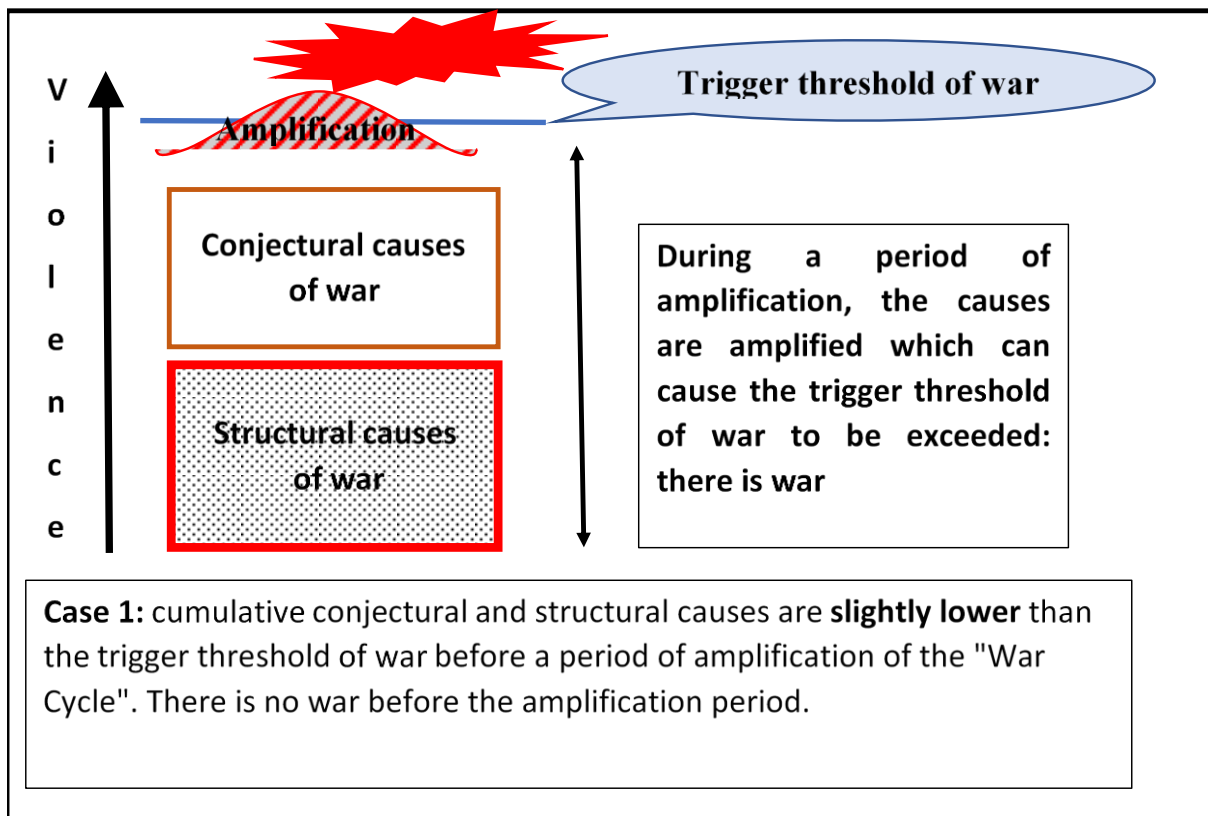 Violence
Trigger threshold of war
Amplification
Conjectural causes
of war
Structural causes
of war
During a period of
amplification, the causes
are amplified which can
cause the trigger threshold
of war to be exceeded:
there is war
Case 1: cumulative conjectural and structural causes are slightly lower than
the trigger threshold of war before a period of amplification of the "War
Cycle". There is no war before the amplification period.